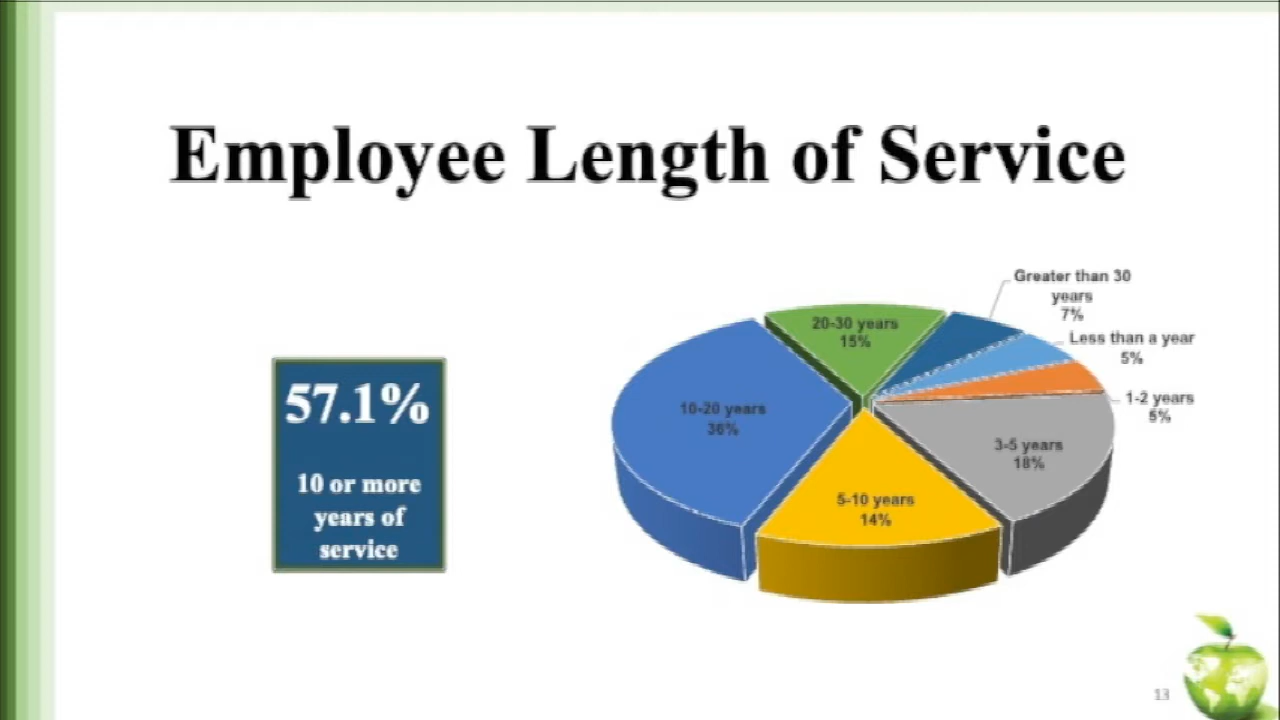 Employee Length of Service
57.1%
10 or more
years of
service
Greater than 30
years
7%
20-30 years
15%
Less than a year
5%
10-20 years
36%
1-2 years
5%
3-5 years
18%
5-10 years
14%
13